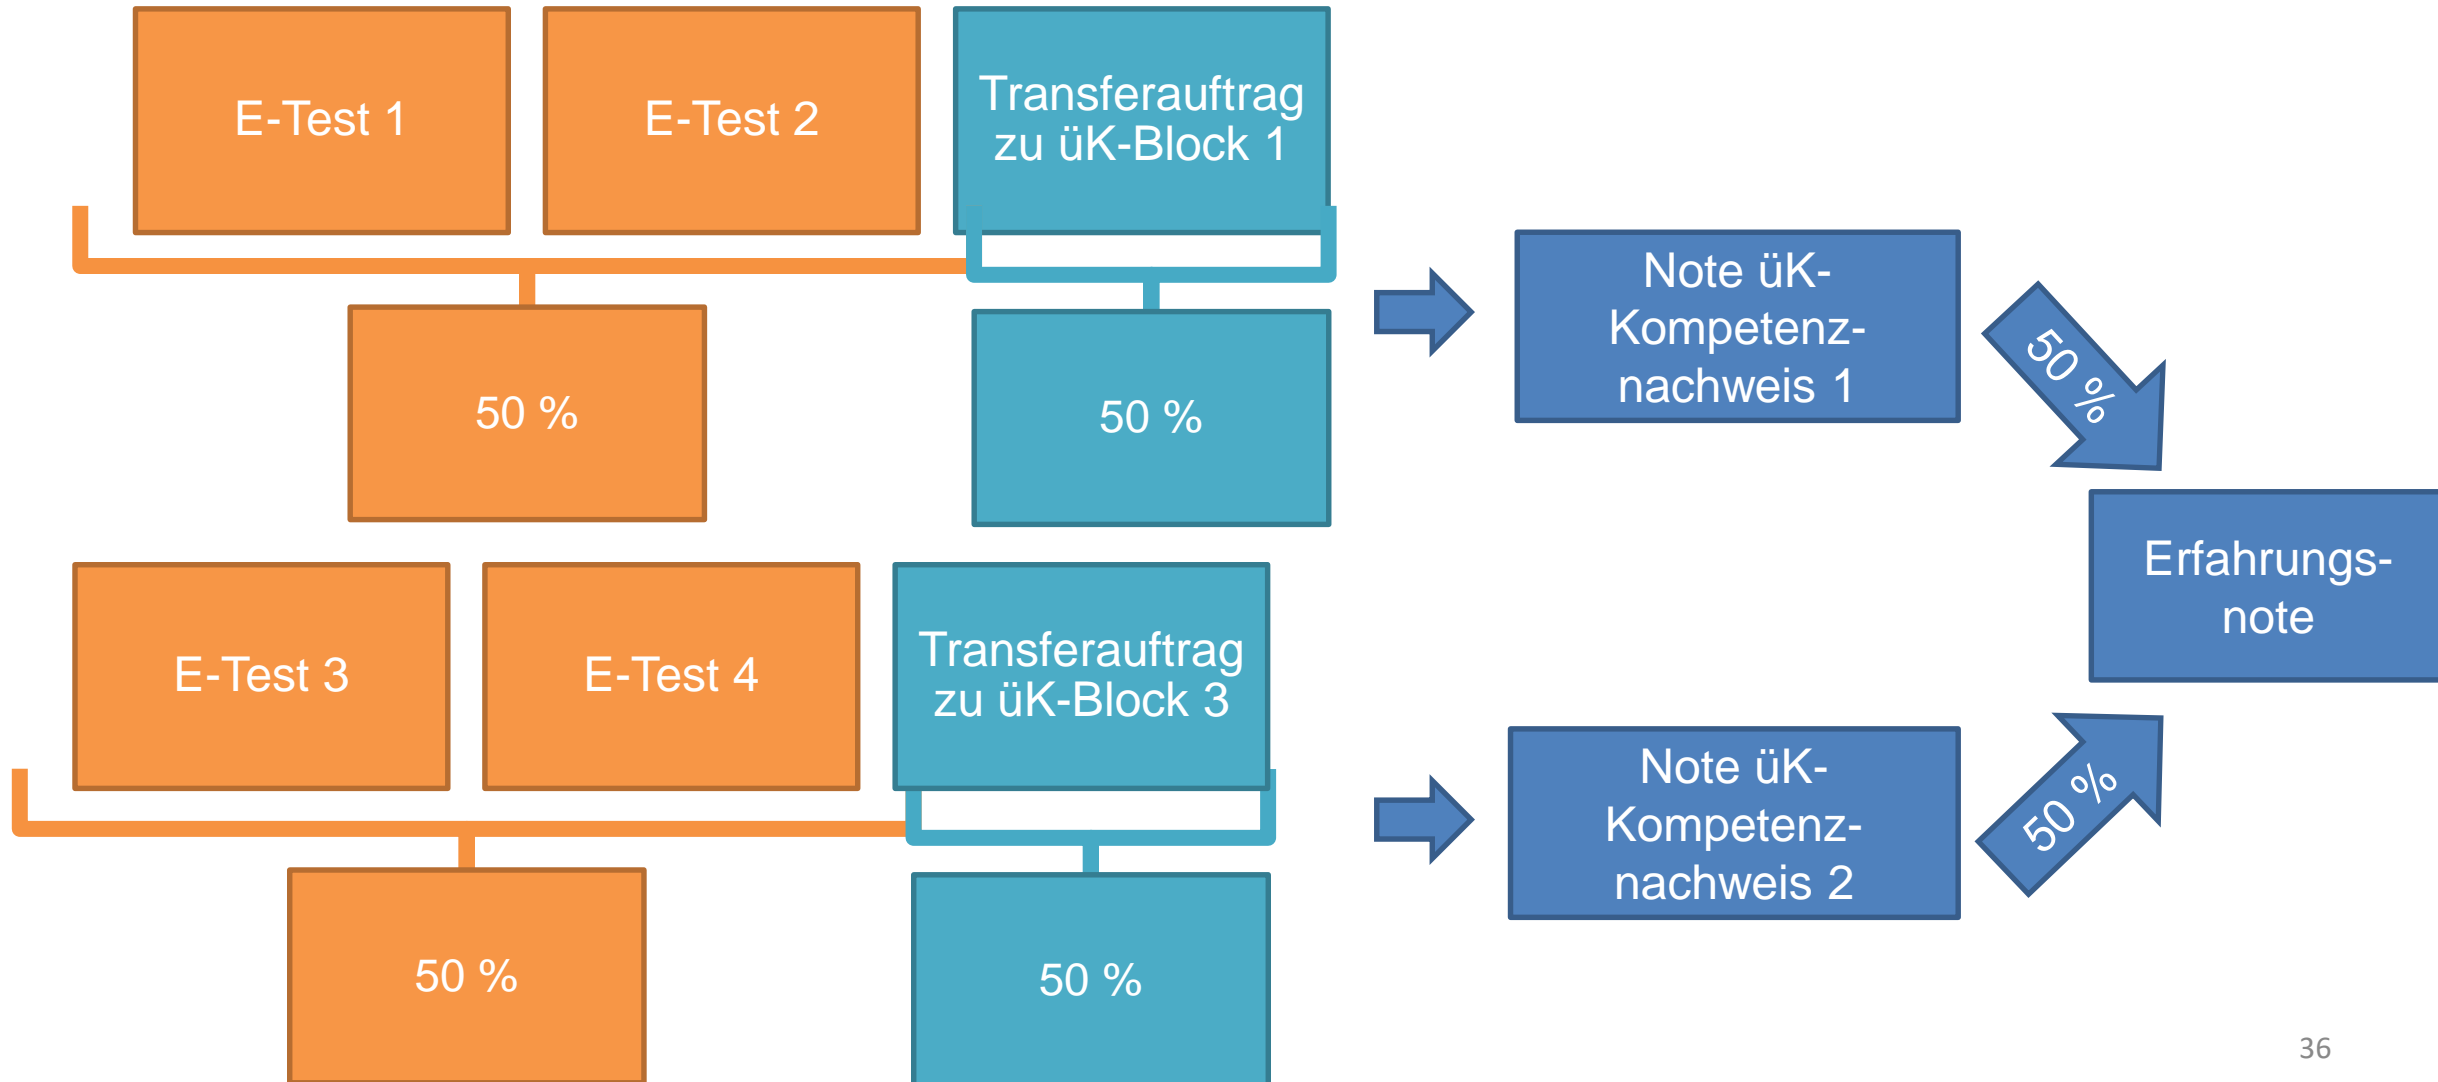 E-Test 1
E-Test 2
Transferauftrag
zu üK-Block 1
50 %
50 %
Note üK-
Kompetenz-
nachweis 1
50 %
E-Test 3
E-Test 4
Transferauftrag
zu üK-Block 3
50 %
50 %
Note üK-
Kompetenz-
nachweis 2
50 %
Erfahrungs-
note
36